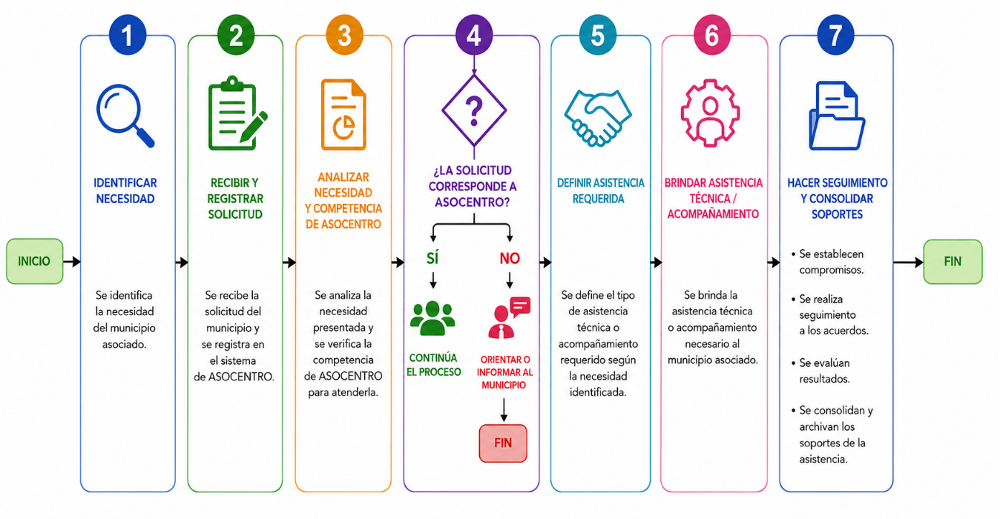 INICIO
1
IDENTIFICAR
NECESIDAD
Se identifica
la necesidad
del municipio
asociado.
2
RECIBIR Y
REGISTRAR
SOLICITUD
Se recibe la
solicitud del
municipio y
se registra en
el sistema
de ASOCENTRO.
3
ANALIZAR
NECESIDAD
Y COMPETENCIA
DE ASOCENTRO
Se analiza la
necesidad
presentada y
se verifica la
competencia
de ASOCENTRO
para atenderla.
4
?
¿LA SOLICITUD
CORRESPONDE A
ASOCENTRO?
SÍ
CONTINÚA
EL PROCESO
NO
ORIENTAR O
INFORMAR AL
MUNICIPIO
FIN
5
DEFINIR ASISTENCIA
REQUERIDA
Se define el tipo
de asistencia
técnica o
acompañamiento
requerido según
la necesidad
identificada.
6
BRINDAR ASISTENCIA
TÉCNICA /
ACOMPAÑAMIENTO
Se brinda la
asistencia técnica
o acompañamiento
necesario al
municipio asociado.
7
HACER SEGUIMIENTO
Y CONSOLIDAR
SOPORTES
• Se establecen
compromisos.
• Se realiza
seguimiento
a los acuerdos.
• Se evalúan
resultados.
• Se consolidan y
archivan los
soportes de la
asistencia.
FIN